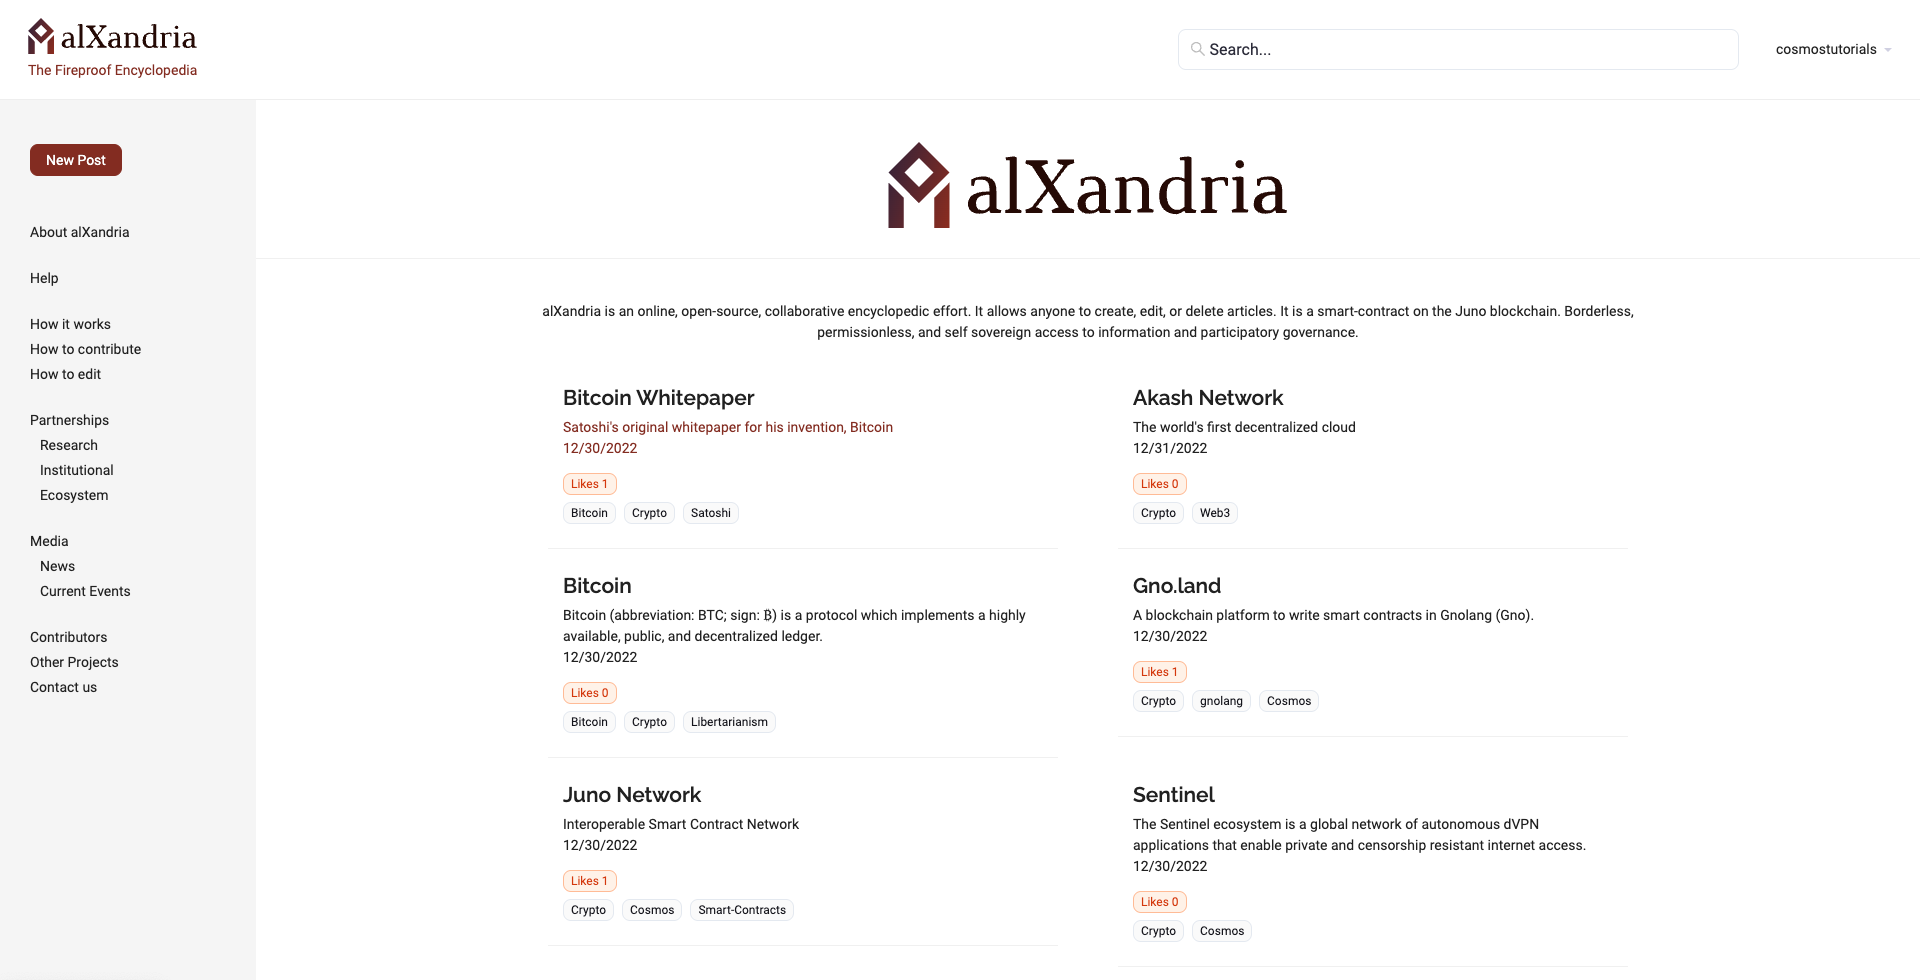 alXandria
The Fireproof Encyclopedia
Search...
cosmostutorials
New Post
About alXandria
Help
How it works
How to contribute
How to edit
Partnerships
Research
Institutional
Ecosystem
Media
News
Current Events
Contributors
Other Projects
Contact us
alXandria
alXandria is an online, open-source, collaborative encyclopedic effort. It allows anyone to create, edit, or delete articles. It is a smart-contract on the Juno blockchain. Borderless,
permissionless, and self sovereign access to information and participatory governance.
Bitcoin Whitepaper
Satoshi's original whitepaper for his invention, Bitcoin
12/30/2022
Likes 1
Bitcoin Crypto Satoshi
Akash Network
The world's first decentralized cloud
12/31/2022
Likes 0
Crypto Web3
Bitcoin
Bitcoin (abbreviation: BTC; sign: ₿) is a protocol which implements a highly
available, public, and decentralized ledger.
12/30/2022
Likes 0
Bitcoin Crypto Libertarianism
Gno.land
A blockchain platform to write smart contracts in Gnolang (Gno).
12/30/2022
Likes 1
Crypto gnolang Cosmos
Juno Network
Interoperable Smart Contract Network
12/30/2022
Likes 1
Crypto Cosmos Smart-Contracts
Sentinel
The Sentinel ecosystem is a global network of autonomous dVPN
applications that enable private and censorship resistant internet access.
12/30/2022
Likes 0
Crypto Cosmos